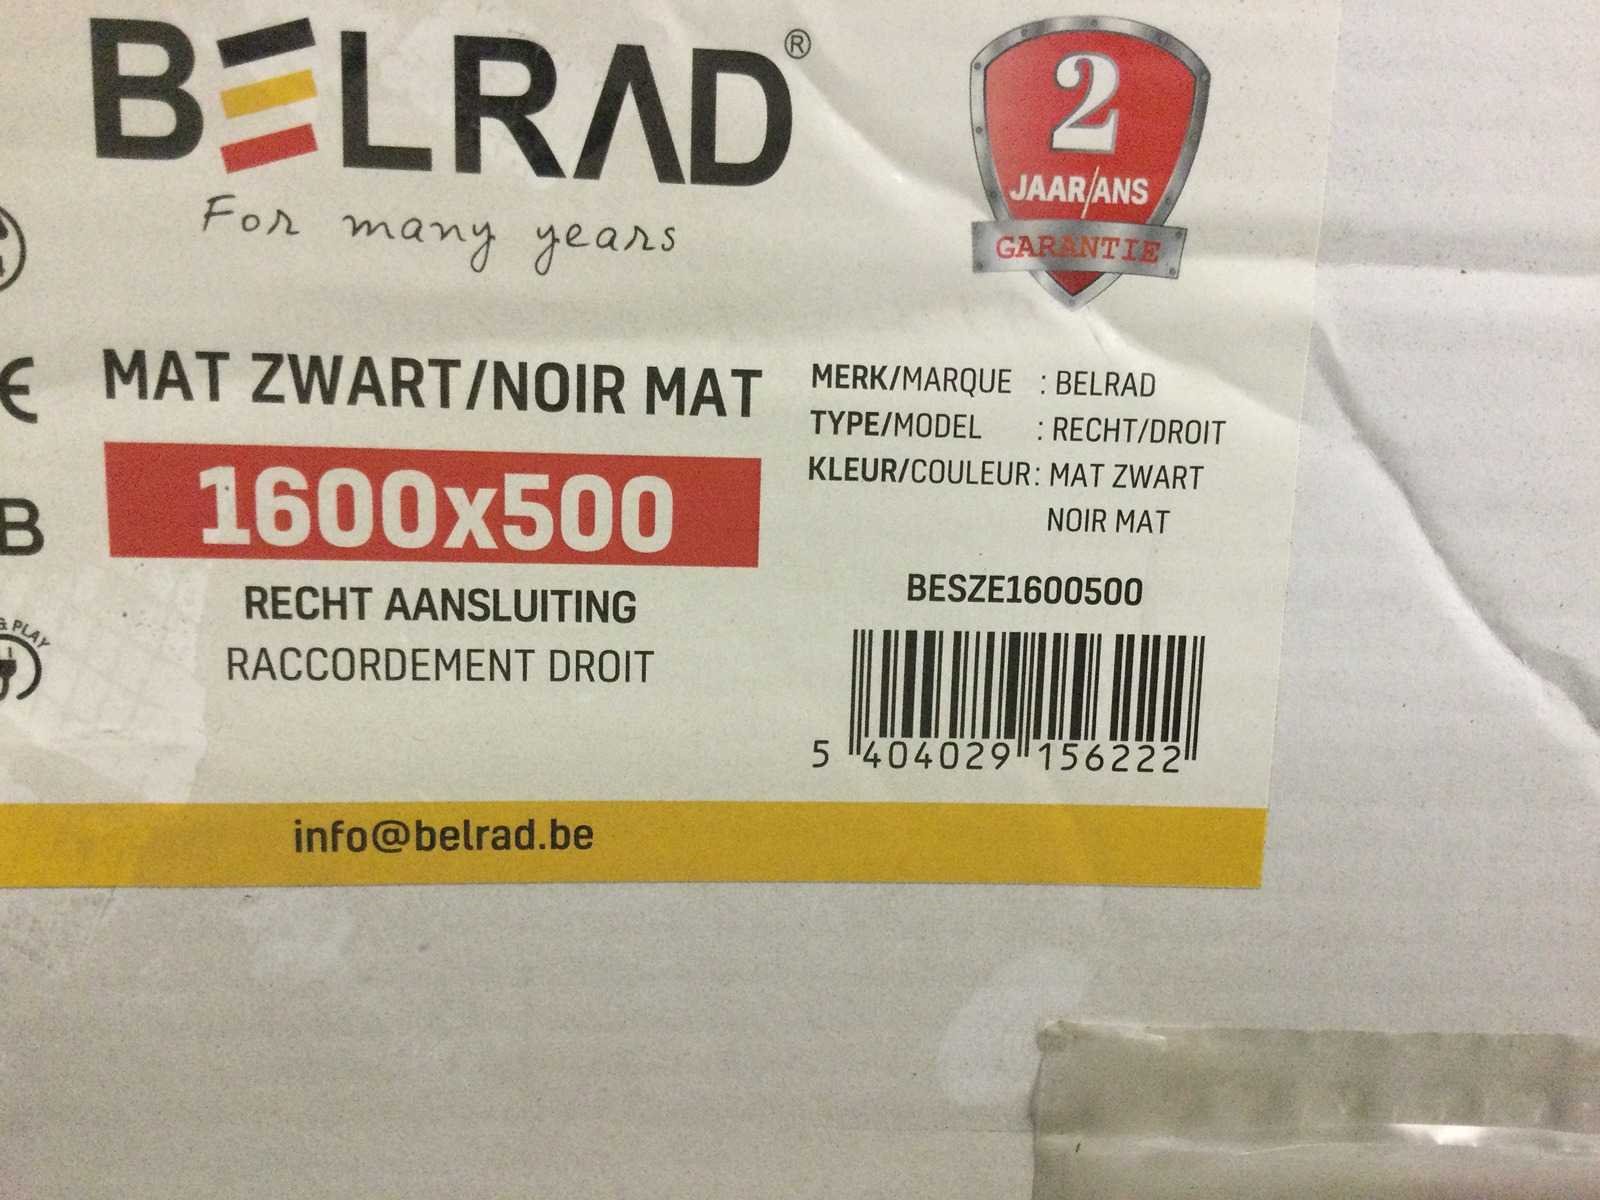 BELRAD®
For many years
2
JAAR/ANS
GARANTIE
MAT ZWART/NOIR MAT
1600x500
RECHT AANSLUITING
RACCORDEMENT DROIT
MERK/MARQUE : BELRAD
TYPE/MODEL : RECHT/DROIT
KLEUR/COULEUR: MAT ZWART
NOIR MAT
BESZE1600500
5 404029 156222
C€
B
& PLAY
info@belrad.be